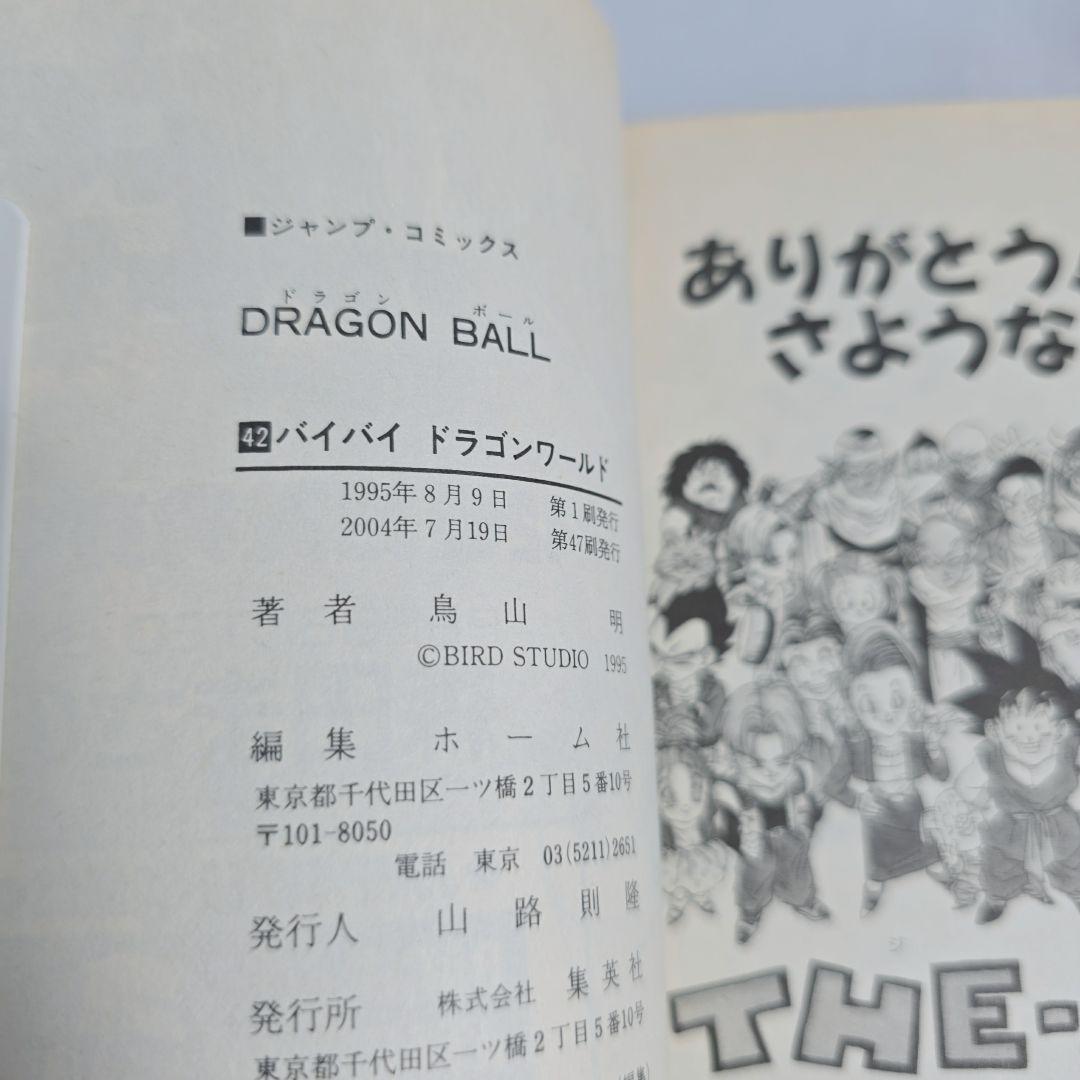 ■ジャンプ・コミックス
ドラゴン ボール
DRAGON BALL
42 バイバイ ドラゴンワールド
1995年8月9日 第1刷発行
2004年7月19日 第47刷発行
著者 鳥山 明
©BIRD STUDIO 1995
編集 ホーム社
東京都千代田区一ツ橋2丁目5番10号
〒101-8050
電話 東京 03(5211)2651
発行人 山路則隆
発行所 株式会社 集英社
東京都千代田区一ツ橋2丁目5番10号
ありがとう
さような
THE-